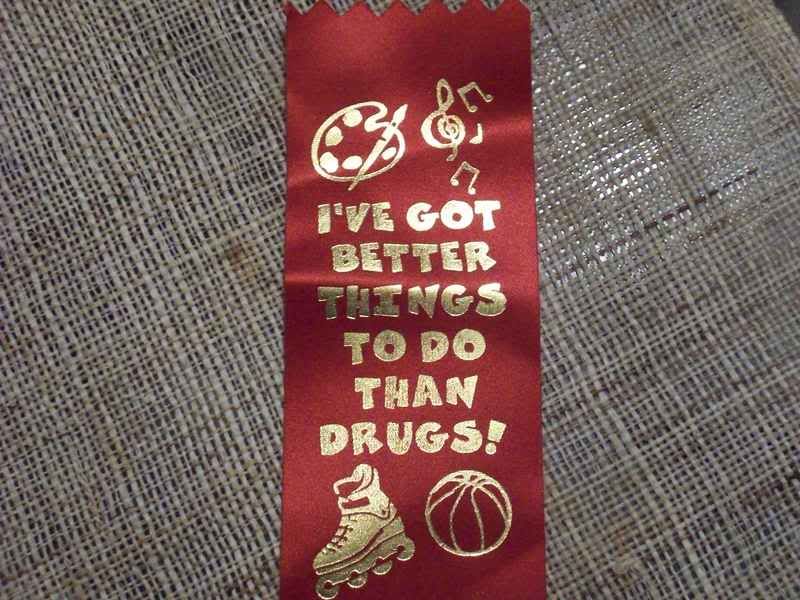 I'VE GOT
BETTER
THINGS
TO DO
THAN
DRUGS!